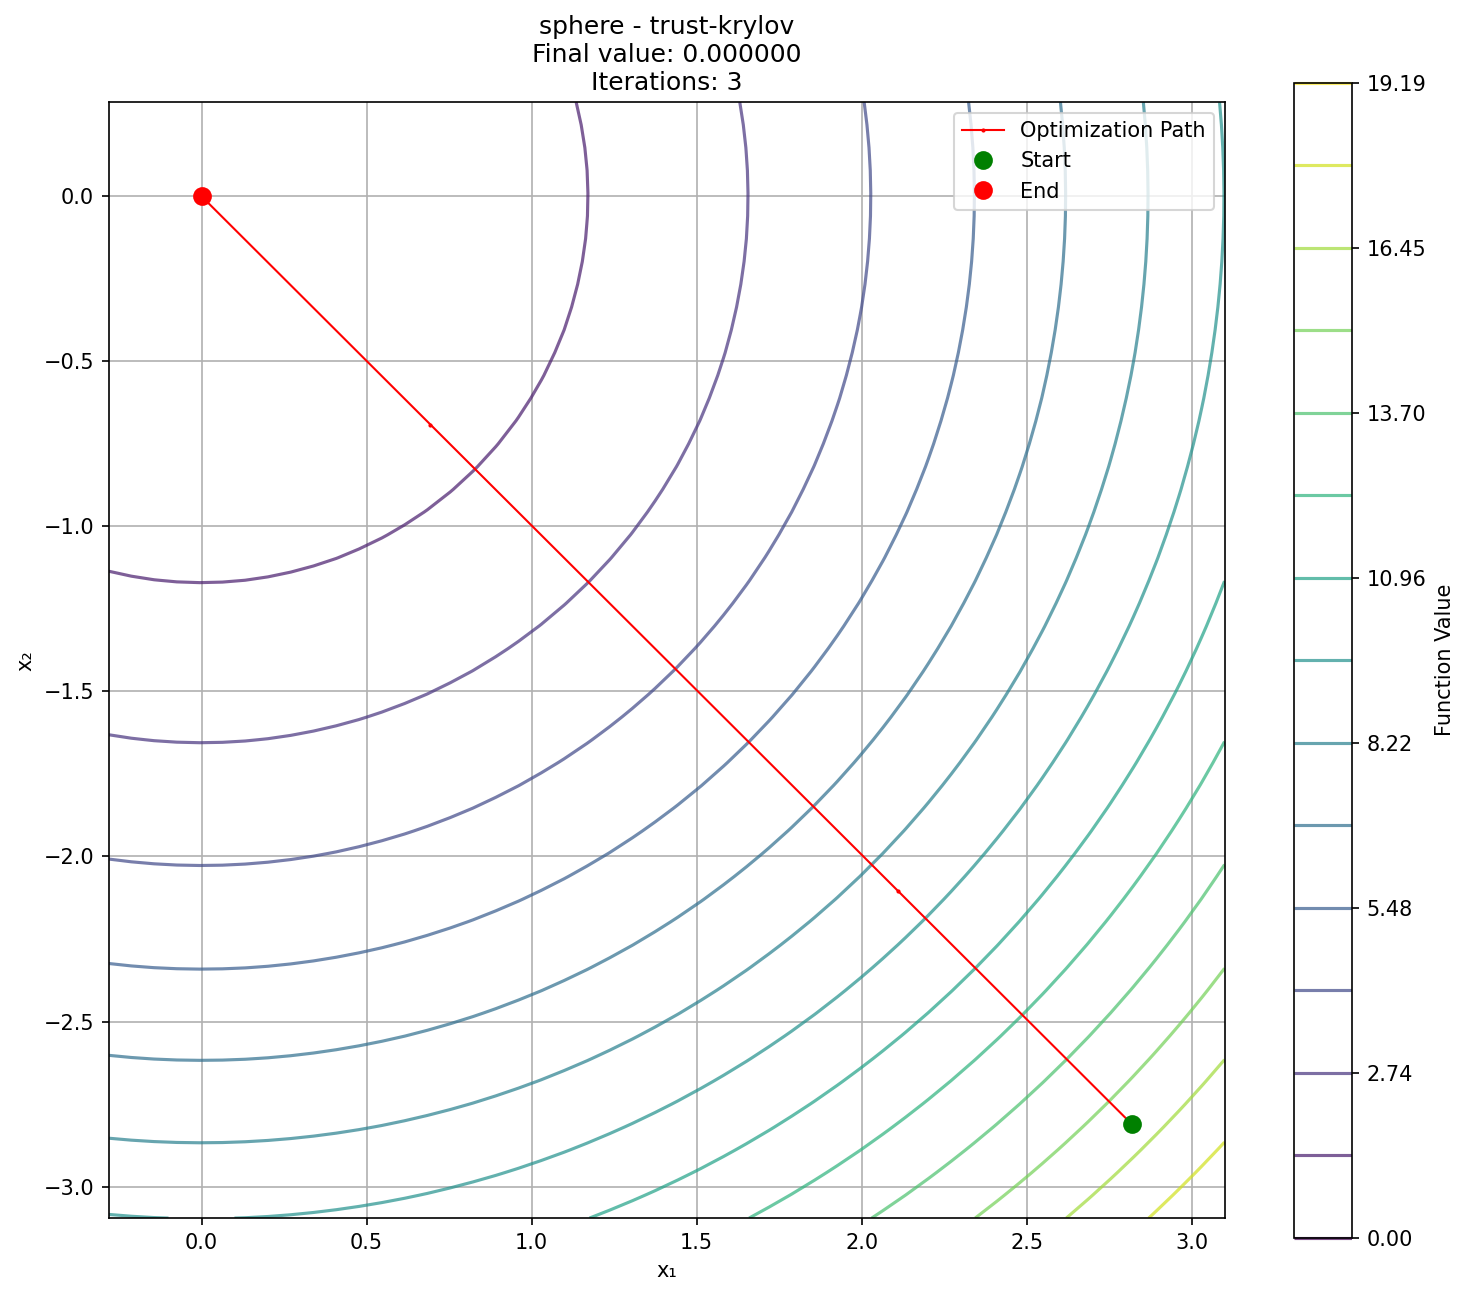 sphere - trust-krylov
Final value: 0.000000
Iterations: 3
Optimization Path
Start
End
0.0
−0.5
−1.0
−1.5
−2.0
−2.5
−3.0
x₂
0.0
0.5
1.0
1.5
2.0
2.5
3.0
x₁
19.19
16.45
13.70
10.96
8.22
5.48
2.74
0.00
Function Value